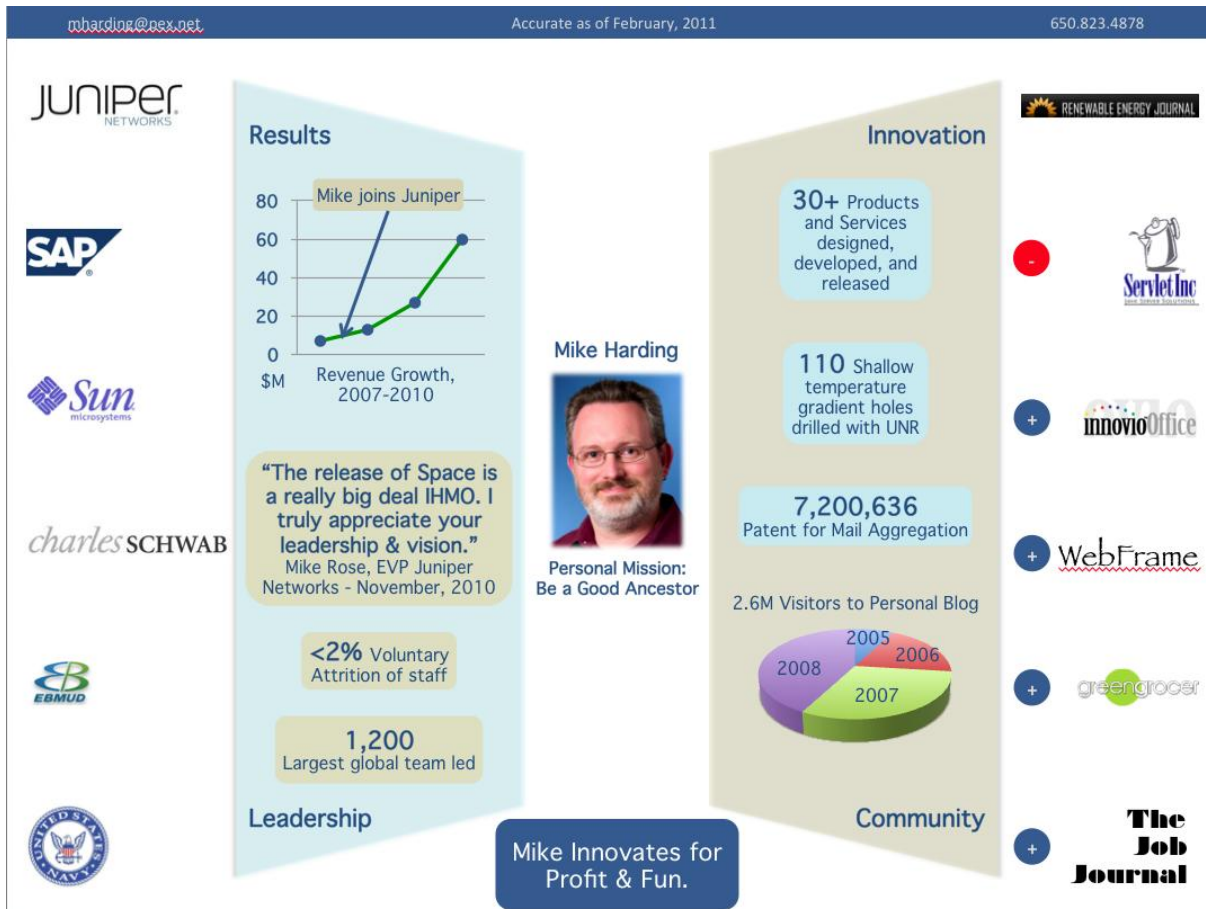 mharding@pex.net
Accurate as of February, 2011
650.823.4878
JUNIPER
NETWORKS
SAP
Sun
microsystems
charles SCHWAB
EBMUD
UNITED STATES
NAVY
Results
80
60
40
20
0
$M
Mike joins Juniper
Revenue Growth,
2007-2010
“The release of Space is
a really big deal IHMO. I
truly appreciate your
leadership & vision.”
Mike Rose, EVP Juniper
Networks - November, 2010
<2% Voluntary
Attrition of staff
1,200
Largest global team led
Leadership
Mike Harding
Personal Mission:
Be a Good Ancestor
Mike Innovates for
Profit & Fun.
Innovation
30+ Products
and Services
designed,
developed, and
released
110 Shallow
temperature
gradient holes
drilled with UNR
7,200,636
Patent for Mail Aggregation
2.6M Visitors to Personal Blog
2005
2006
2007
2008
Community
RENEWABLE ENERGY JOURNAL
-
ServletInc
JAVA SERVER SOLUTIONS
+
innovioOffice
+
WebFrame
+
greengrocer
+
The
Job
Journal